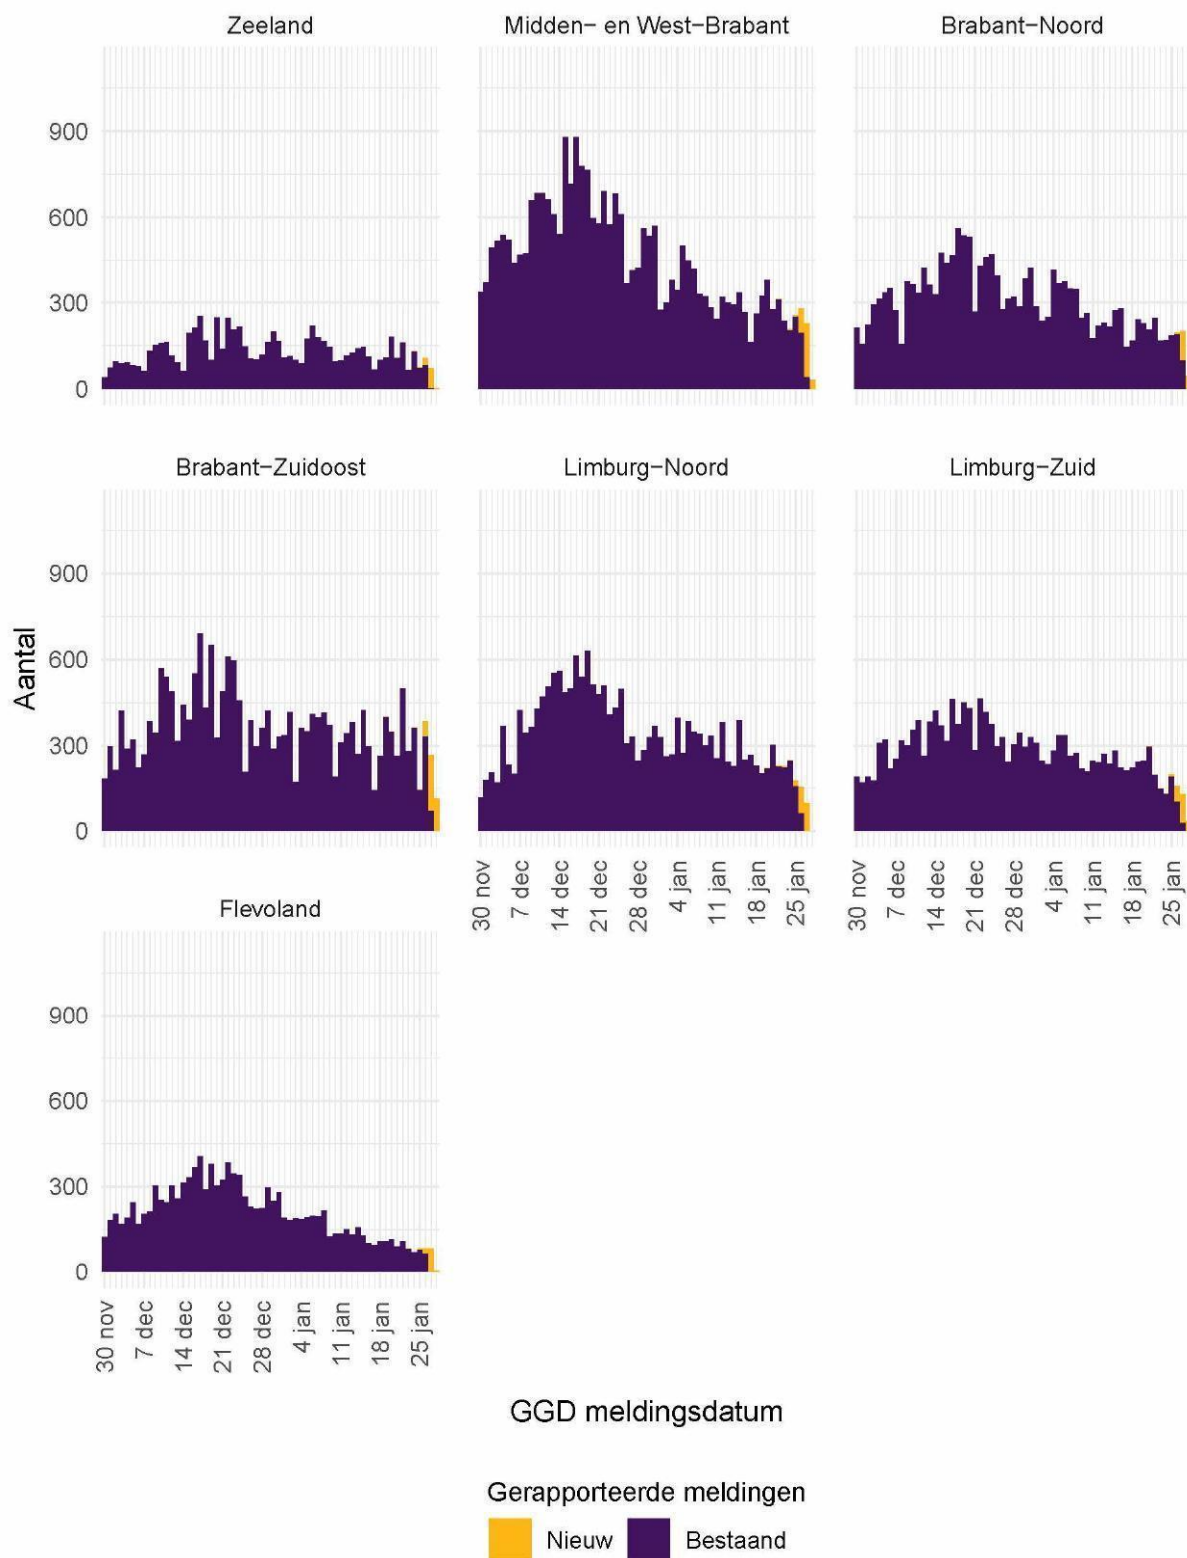 Zeeland
Midden- en West-Brabant
Brabant-Noord
900
600
300
0
Brabant-Zuidoost
Limburg-Noord
Limburg-Zuid
Aantal
900
600
300
0
30 nov
7 dec
14 dec
21 dec
28 dec
4 jan
11 jan
18 jan
25 jan
30 nov
7 dec
14 dec
21 dec
28 dec
4 jan
11 jan
18 jan
25 jan
Flevoland
900
600
300
0
30 nov
7 dec
14 dec
21 dec
28 dec
4 jan
11 jan
18 jan
25 jan
GGD meldingsdatum
Gerapporteerde meldingen
Nieuw
Bestaand